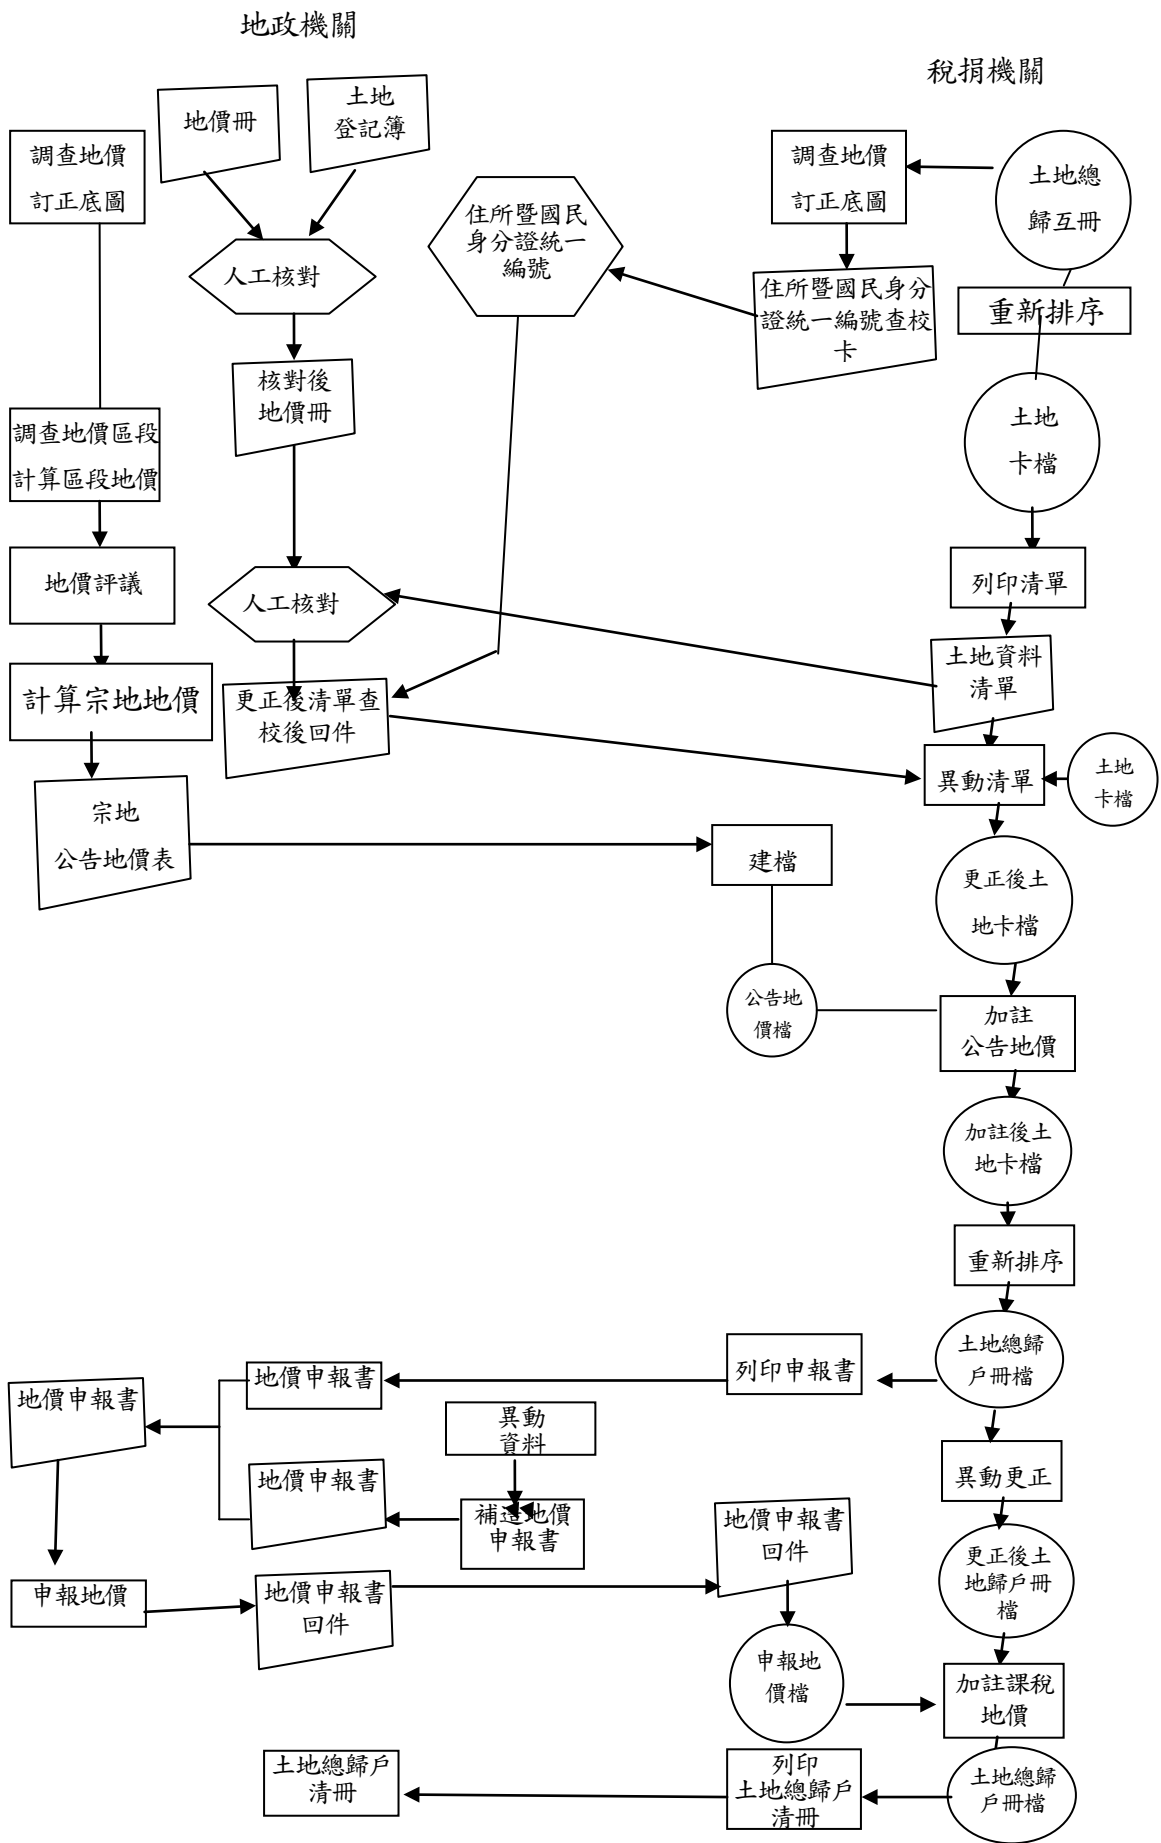 地政機關
稅捐機關
地價冊
土地
登記簿
調查地價
訂正底圖
調查地價
訂正底圖
土地總
歸互冊
住所暨國民
身分證統一
編號
人工核對
住所暨國民身分
證統一編號查校
卡
重新排序
核對後
地價冊
土地
卡檔
調查地價區段
計算區段地價
地價評議
人工核對
列印清單
土地資料
清單
計算宗地地價
更正後清單查
校後回件
異動清單
土地
卡檔
宗地
公告地價表
建檔
更正後土
地卡檔
公告地
價檔
加註
公告地價
加註後土
地卡檔
重新排序
土地總歸
戶冊檔
列印申報書
地價申報書
地價申報書
異動
資料
異動更正
地價申報書
補造地價
申報書
地價申報書
回件
更正後土
地歸戶冊
檔
申報地價
地價申報書
回件
申報地
價檔
加註課稅
地價
土地總歸戶
清冊
列印
土地總歸戶
清冊
土地總歸
戶冊檔